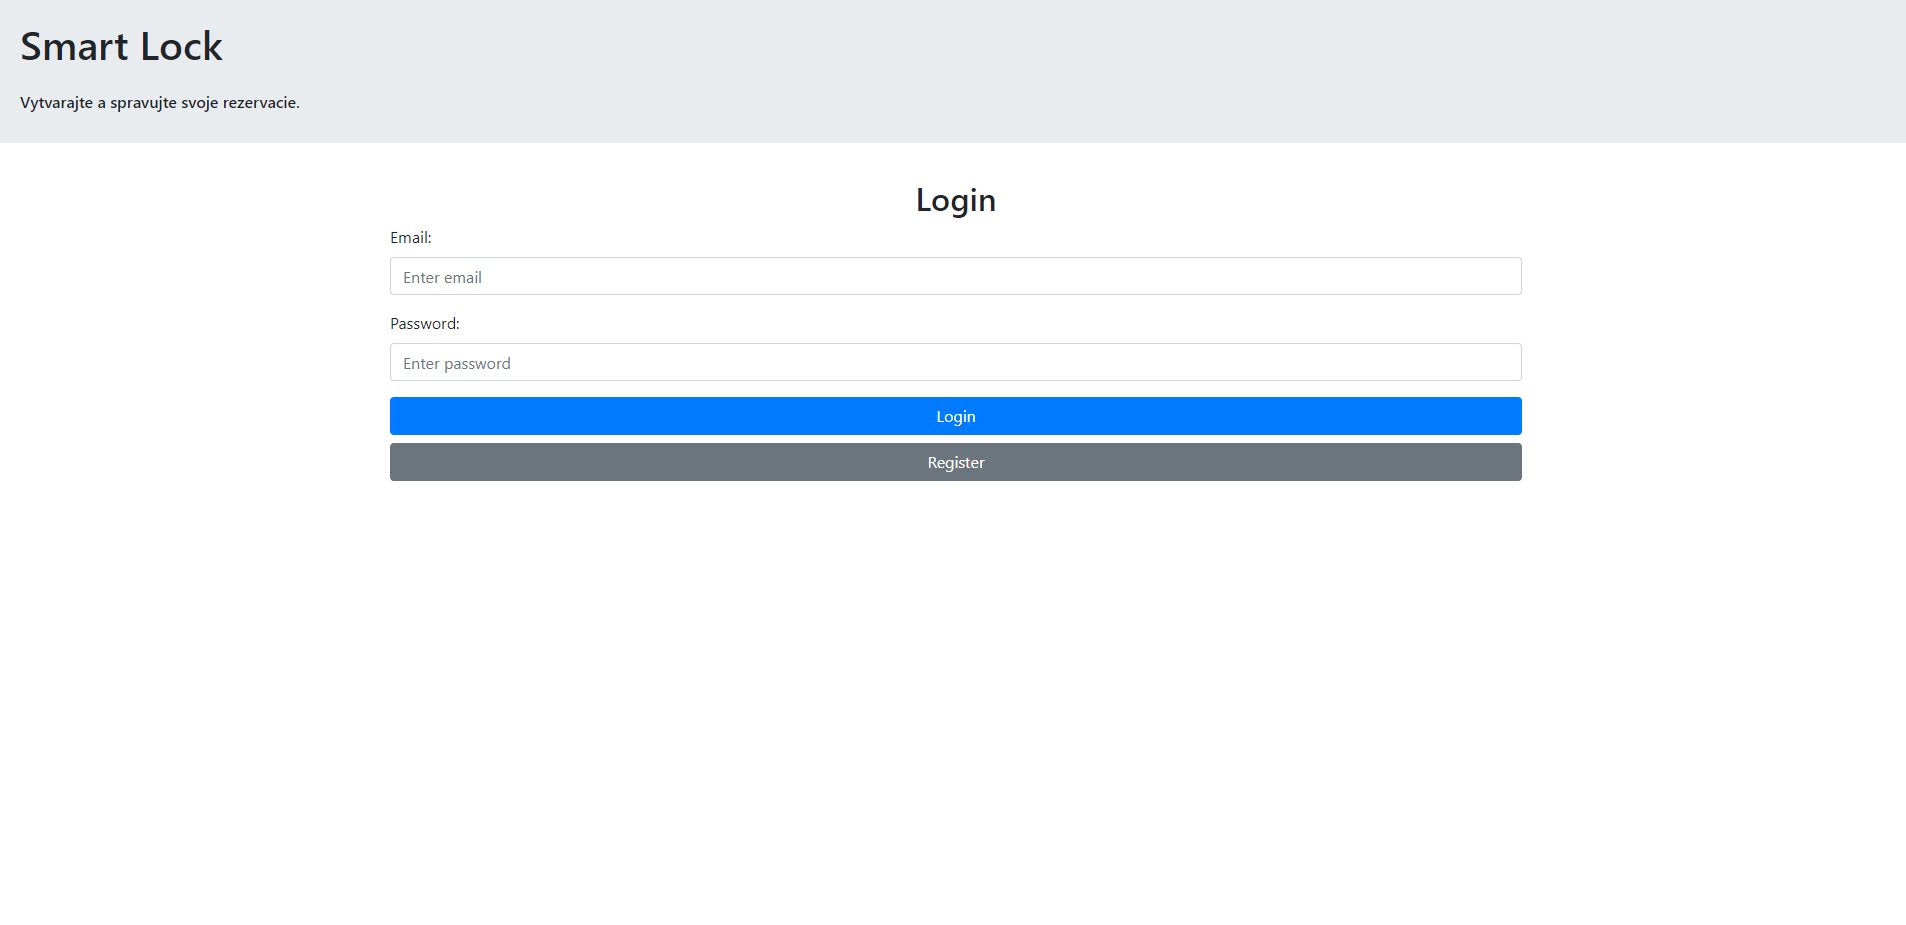 Smart Lock
Vytvarajte a spravujte svoje rezervacie.
Login
Email:
Enter email
Password:
Enter password
Login
Register